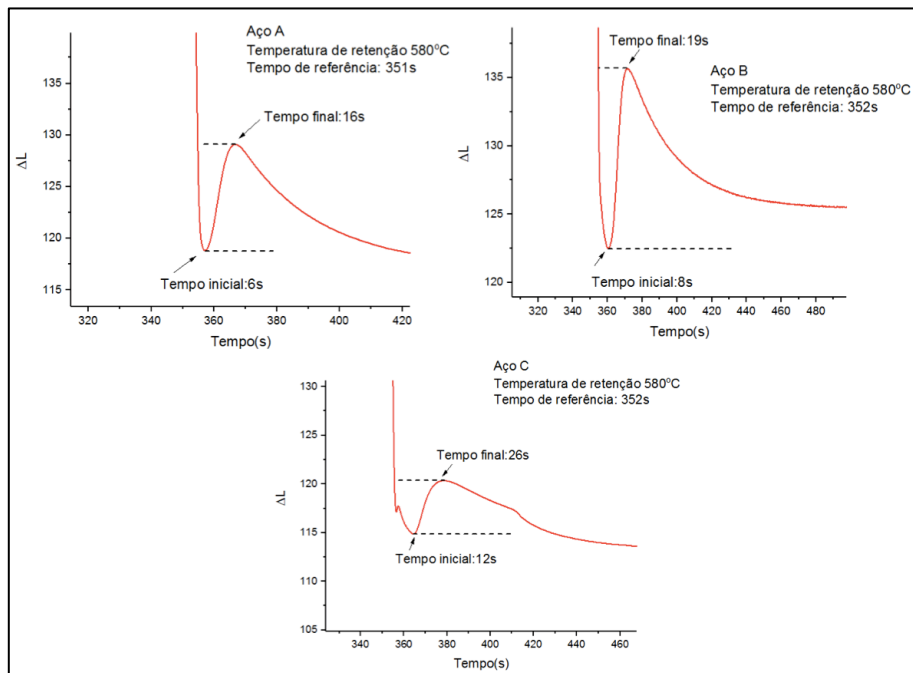 Aço A
Temperatura de retenção 580°C
Tempo de referência: 351s
Tempo final:16s
Tempo inicial:6s
ΔL
135
130
125
120
115
320
340
360
380
400
420
Tempo(s)
Tempo final:19s
Aço B
Temperatura de retenção 580°C
Tempo de referência: 352s
Tempo inicial:8s
ΔL
135
130
125
120
320 340 360 380 400 420 440 460 480
Tempo(s)
Aço C
Temperatura de retenção 580°C
Tempo de referência: 352s
Tempo final:26s
Tempo inicial:12s
ΔL
130
125
120
115
110
105
340
360
380
400
420
440
460
Tempo(s)